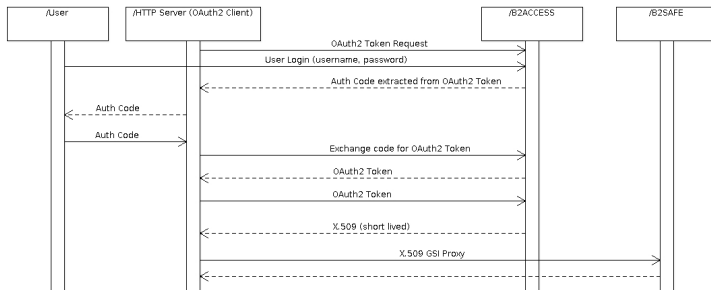 /User
/HTTP Server (OAuth2 Client)
/B2ACCESS
/B2SAFE
OAuth2 Token Request
User Login (username, password)
Auth Code extracted from OAuth2 Token
Auth Code
Auth Code
Exchange code for OAuth2 Token
OAuth2 Token
OAuth2 Token
X.509 (short lived)
X.509 GSI Proxy